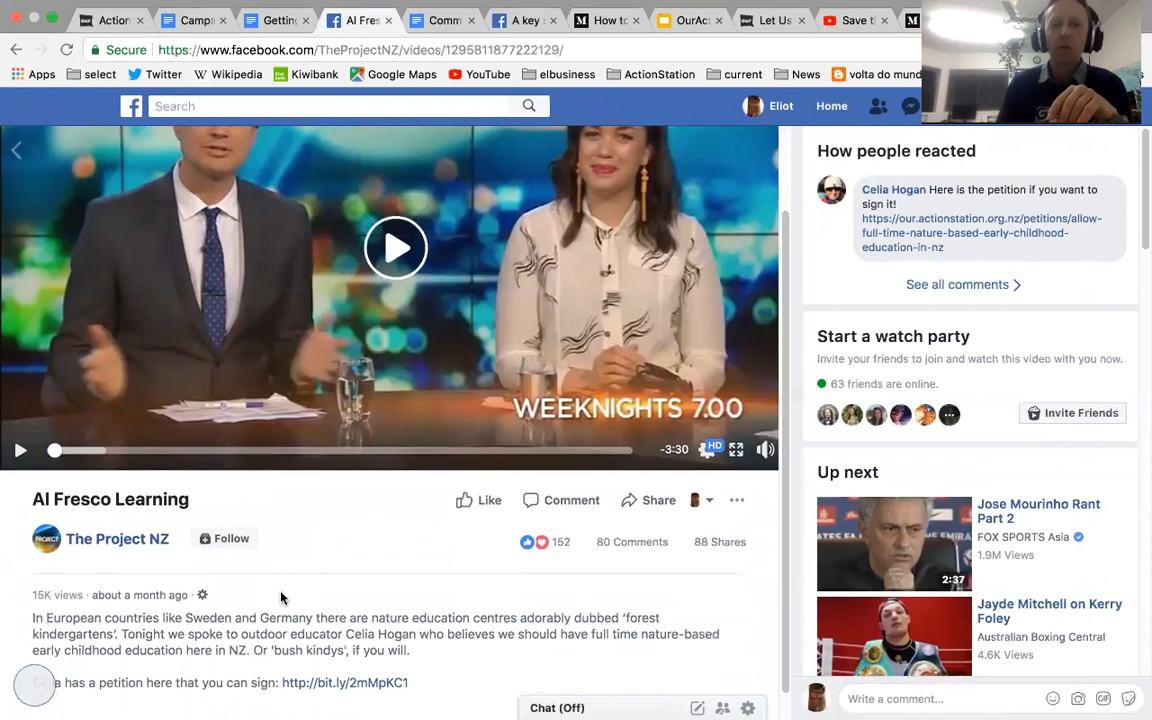 Action
Campa
Getting
Al Fres
Comm
A key
How to
OurAct
Let Us
Save t
Secure https://www.facebook.com/TheProjectNZ/videos/1295811877222129/
Apps select Twitter Wikipedia Kiwibank Google Maps YouTube elbusiness ActionStation current News volta do mund
Search
Eliot Home
WEEKNIGHTS 7.00
-3:30 HD
Al Fresco Learning
Like Comment Share
The Project NZ
Follow
152 80 Comments 88 Shares
15K views · about a month ago ·
In European countries like Sweden and Germany there are nature education centres adorably dubbed 'forest
kindergartens'. Tonight we spoke to outdoor educator Celia Hogan who believes we should have full time nature-based
early childhood education here in NZ. Or 'bush kindys', if you will.
a has a petition here that you can sign: http://bit.ly/2mMpKC1
Chat (Off)
How people reacted
Celia Hogan Here is the petition if you want to
sign it!
https://our.actionstation.org.nz/petitions/allow-
full-time-nature-based-early-childhood-
education-in-nz
See all comments
Start a watch party
Invite your friends to join and watch this video with you now.
63 friends are online.
Invite Friends
Up next
Jose Mourinho Rant
Part 2
FOX SPORTS Asia
1.9M Views
2:37
Jayde Mitchell on Kerry
Foley
Australian Boxing Central
4.6K Views
Write a comment...
GIF